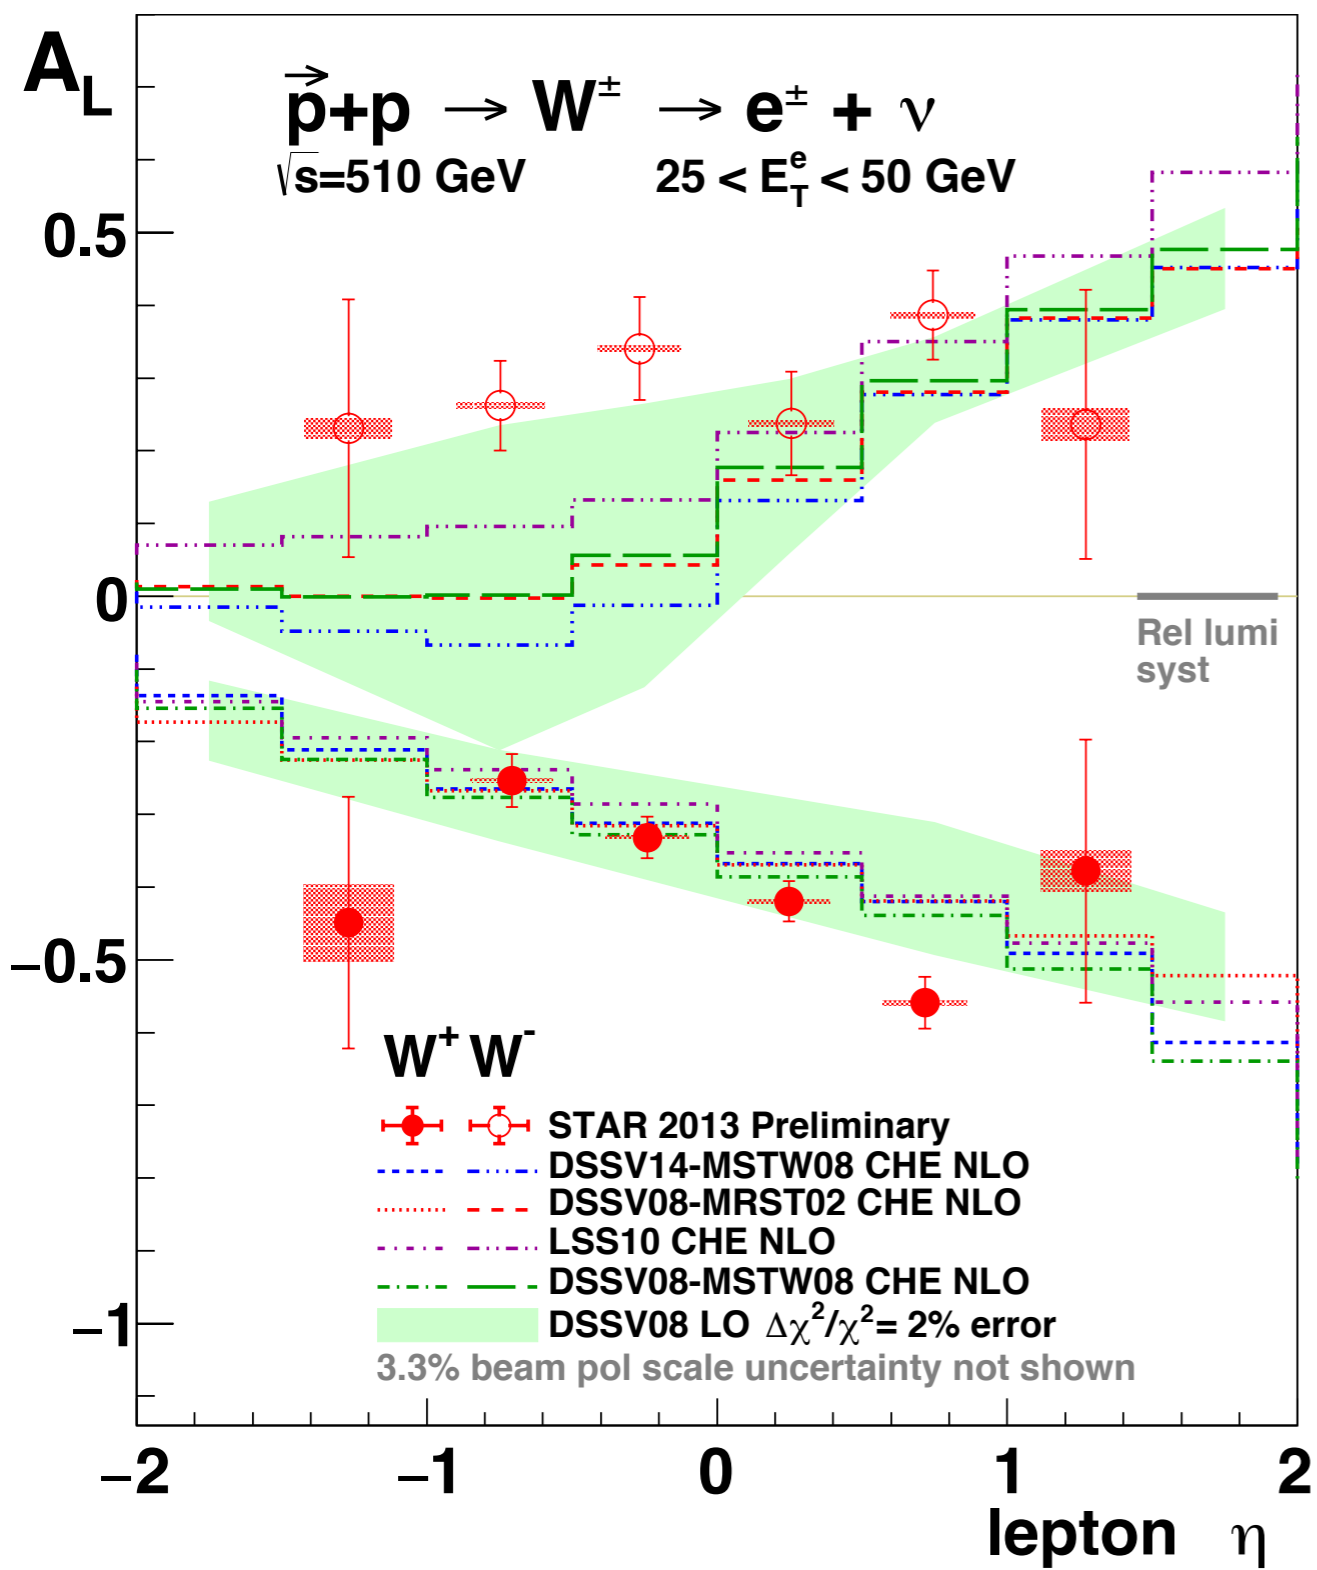 A_L
p⃗+p → W^± → e^± + ν
√s=510 GeV 25 < E_T^e < 50 GeV
0.5
0
Rel lumi
syst
−0.5
W^+ W^-
STAR 2013 Preliminary
DSSV14-MSTW08 CHE NLO
DSSV08-MRST02 CHE NLO
LSS10 CHE NLO
DSSV08-MSTW08 CHE NLO
DSSV08 LO Δχ²/χ²= 2% error
−1
3.3% beam pol scale uncertainty not shown
−2 −1 0 1 2
lepton η